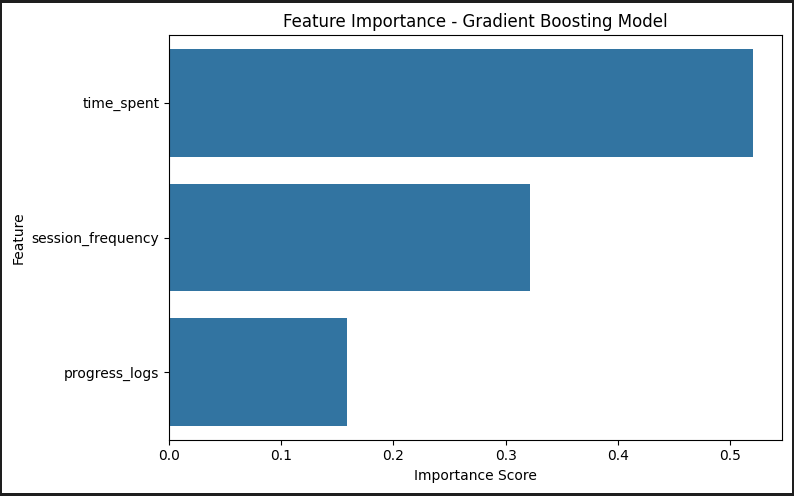 Feature Importance - Gradient Boosting Model
time_spent
session_frequency
progress_logs
Feature
0.0 0.1 0.2 0.3 0.4 0.5
Importance Score